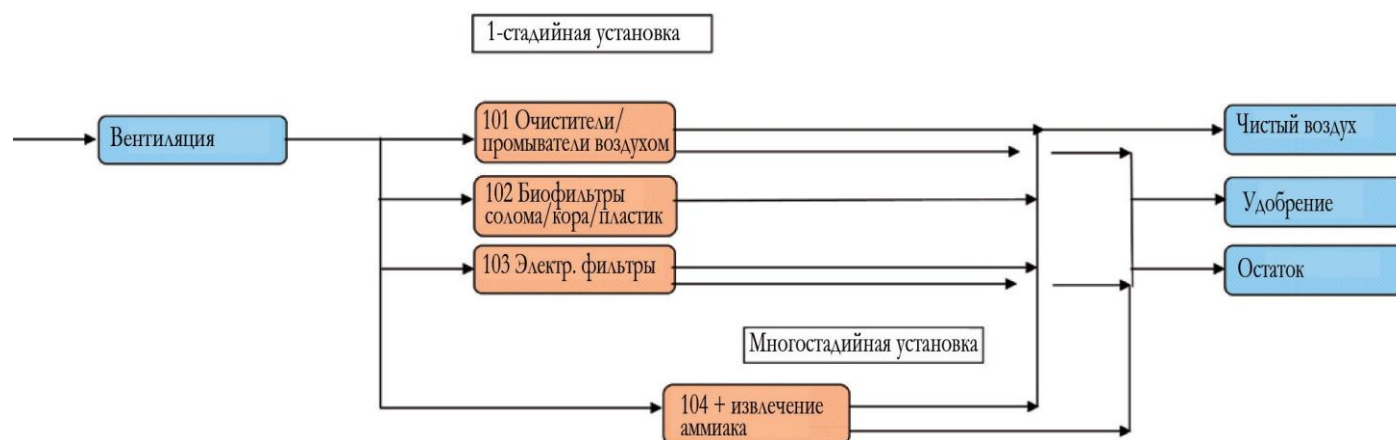 1-стадийная установка
Вентиляция
101 Очистители/
промыватели воздухом
Чистый воздух
102 Биофильтры
солома/кора/пластик
Удобрение
103 Электр. фильтры
Остаток
Многостадийная установка
104 + извлечение
аммиака